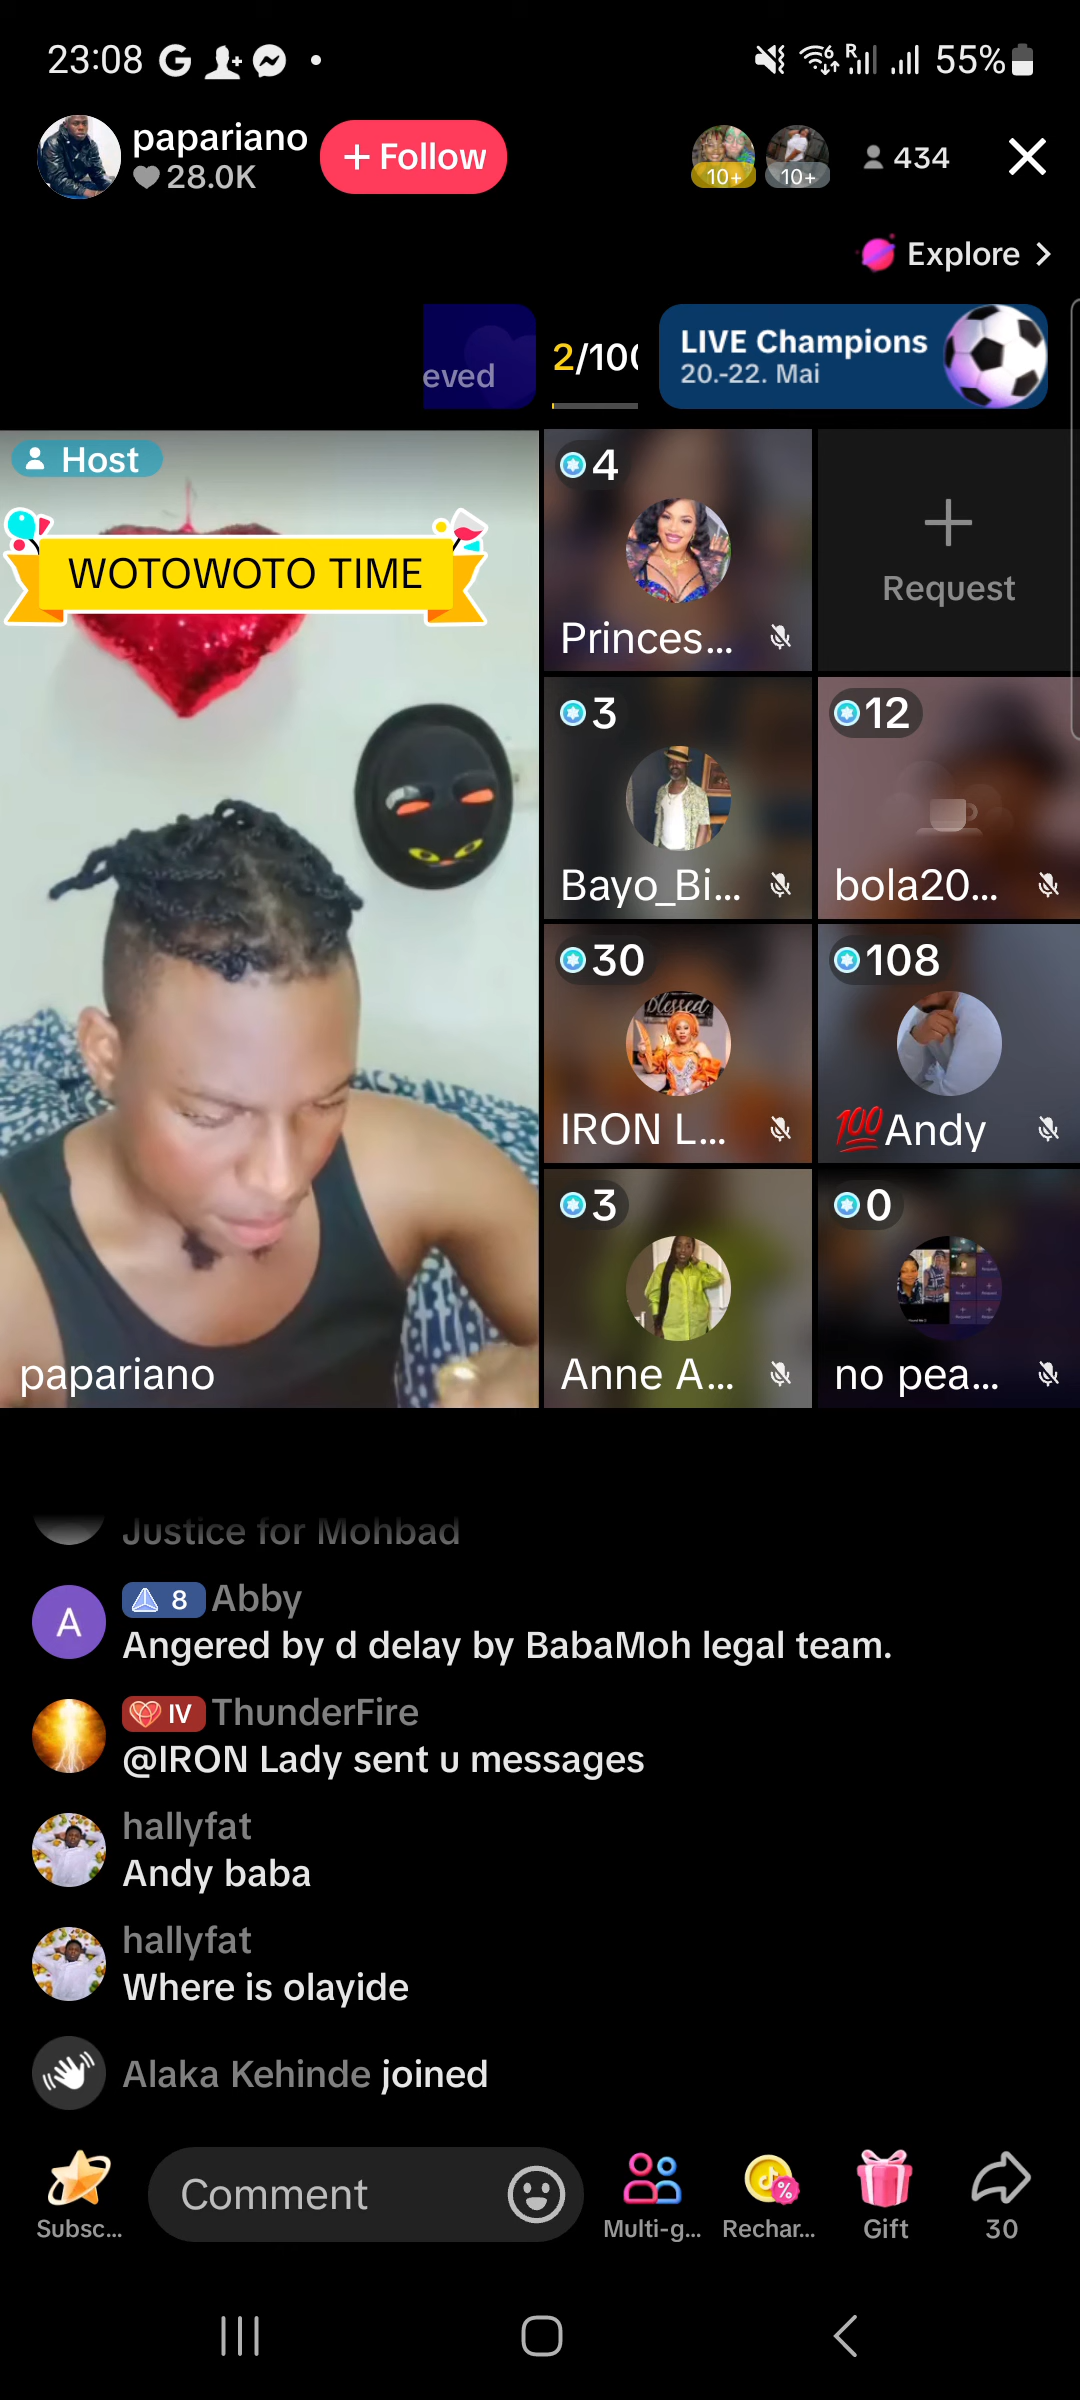 23:08
55%
papariano
28.0K
+ Follow
10+
10+
434
Explore
eved
2/100
LIVE Champions
20.-22. Mai
Host
WOTOWOTO TIME
papariano
4
Princes...
Request
3
Bayo_Bi...
12
bola20...
30
Blessed
IRON L...
108
💯Andy
3
Anne A...
0
no pea...
Justice for Mohbad
A
8 Abby
Angered by d delay by BabaMoh legal team.
IV ThunderFire
@IRON Lady sent u messages
hallyfat
Andy baba
hallyfat
Where is olayide
Alaka Kehinde joined
Comment
Subsc...
Multi-g...
Rechar...
Gift
30